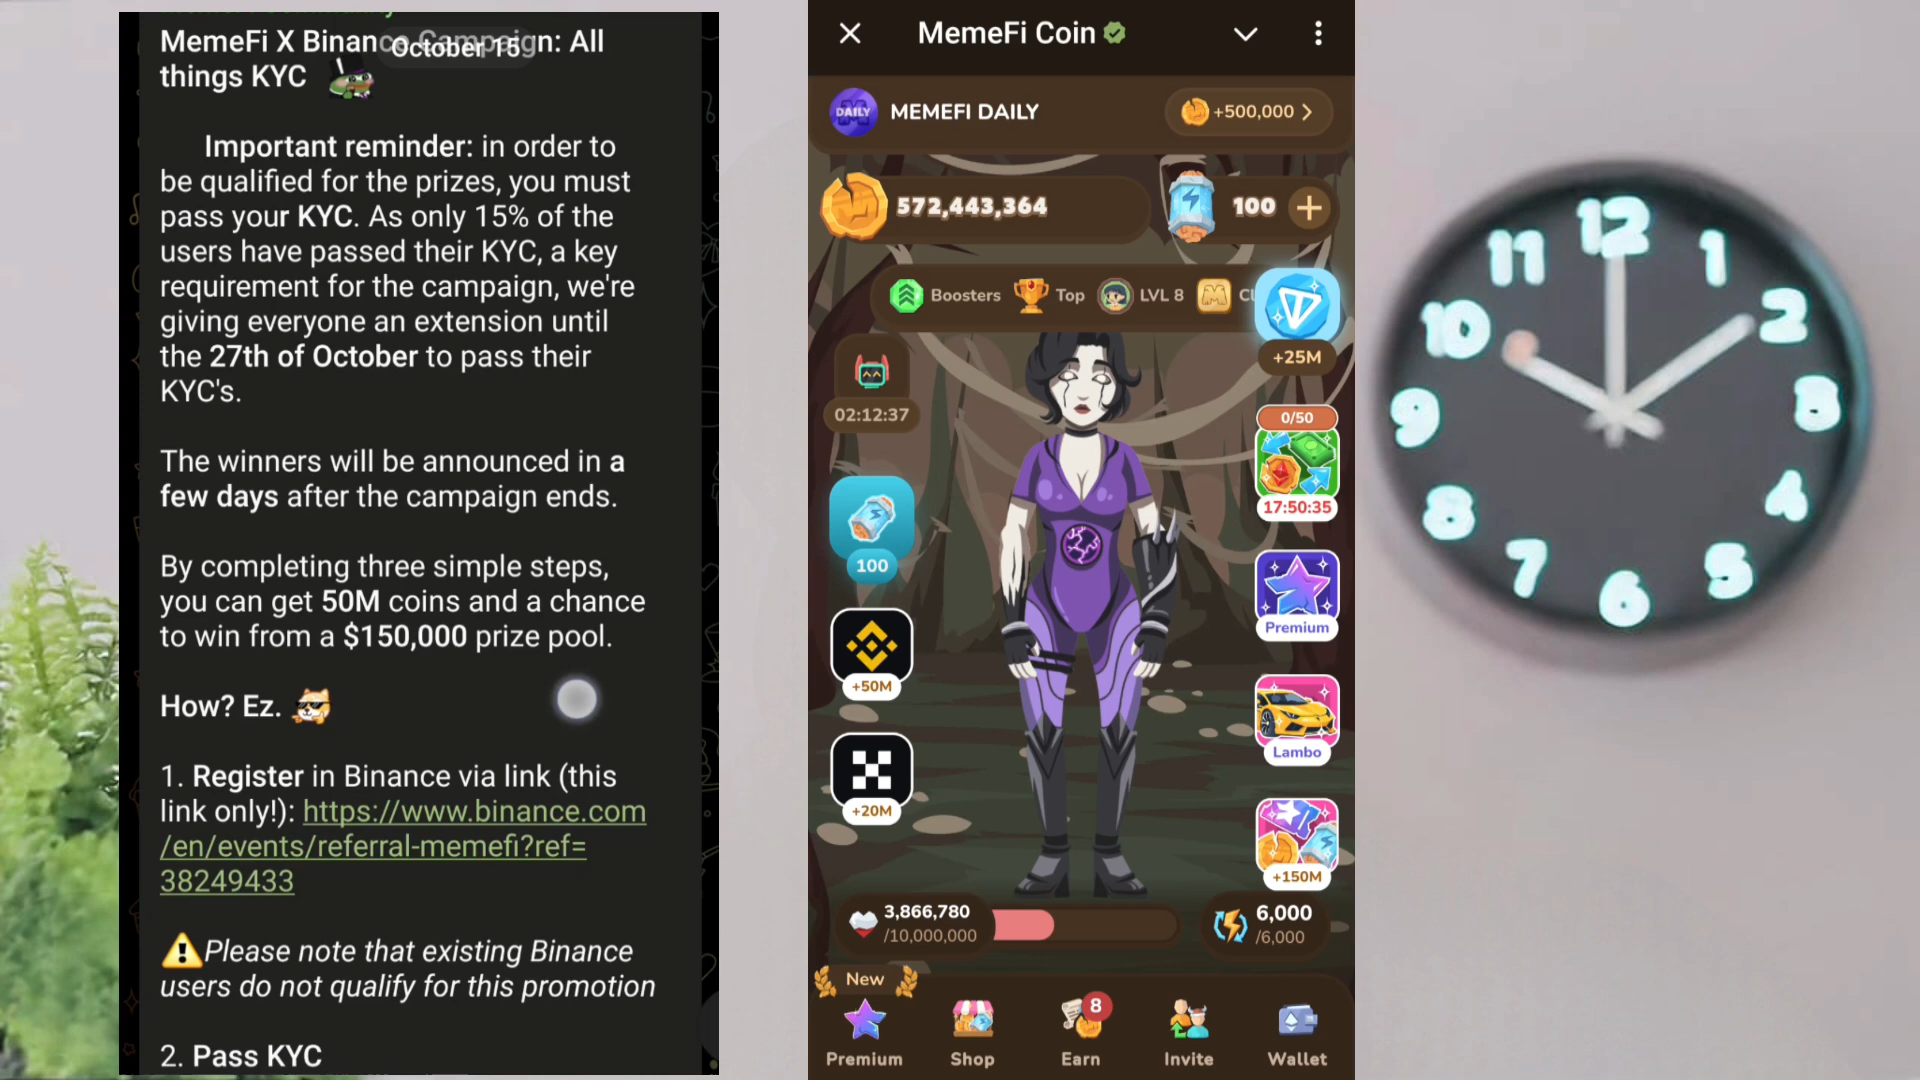 MemeFi X Binance Campaign: All
October 15
things KYC
Important reminder: in order to
be qualified for the prizes, you must
pass your KYC. As only 15% of the
users have passed their KYC, a key
requirement for the campaign, we're
giving everyone an extension until
the 27th of October to pass their
KYC's.
The winners will be announced in a
few days after the campaign ends.
By completing three simple steps,
you can get 50M coins and a chance
to win from a $150,000 prize pool.
How? Ez.
1. Register in Binance via link (this
link only!): https://www.binance.com
/en/events/referral-memefi?ref=
38249433
⚠️Please note that existing Binance
users do not qualify for this promotion
2. Pass KYC
MemeFi Coin
DAILY
MEMEFI DAILY
+500,000
572,443,364
100
Boosters
Top
LVL 8
Cl
+25M
02:12:37
0/50
17:50:35
100
Premium
+50M
Lambo
+20M
+150M
3,866,780
/10,000,000
6,000
/6,000
New
8
Premium
Shop
Earn
Invite
Wallet
12
1
2
3
4
5
6
7
8
9
10
11